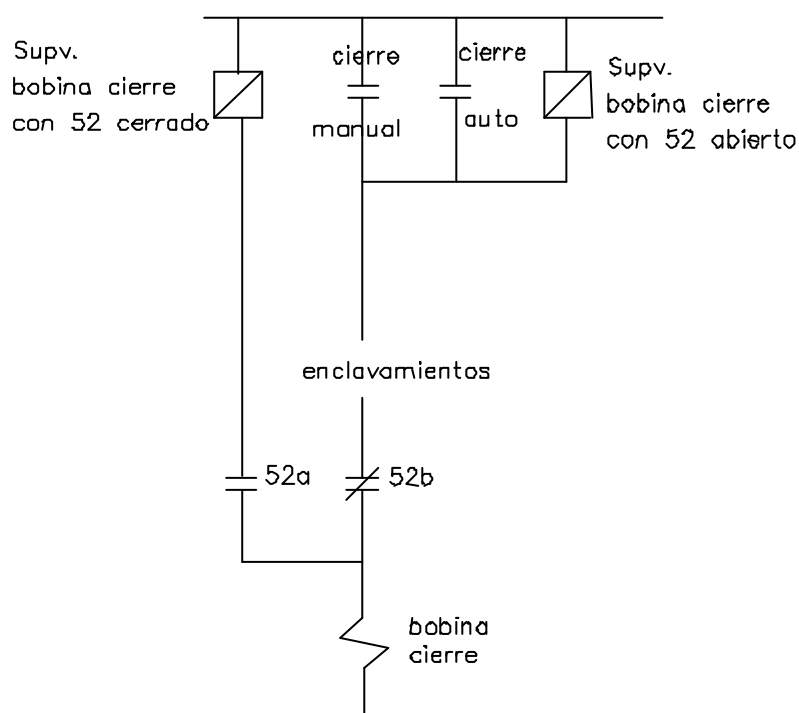 Supv.
bobina cierre
con 52 cerrado
cierre
manual
cierre
auto
Supv.
bobina cierre
con 52 abierto
enclavamientos
52a
52b
bobina
cierre